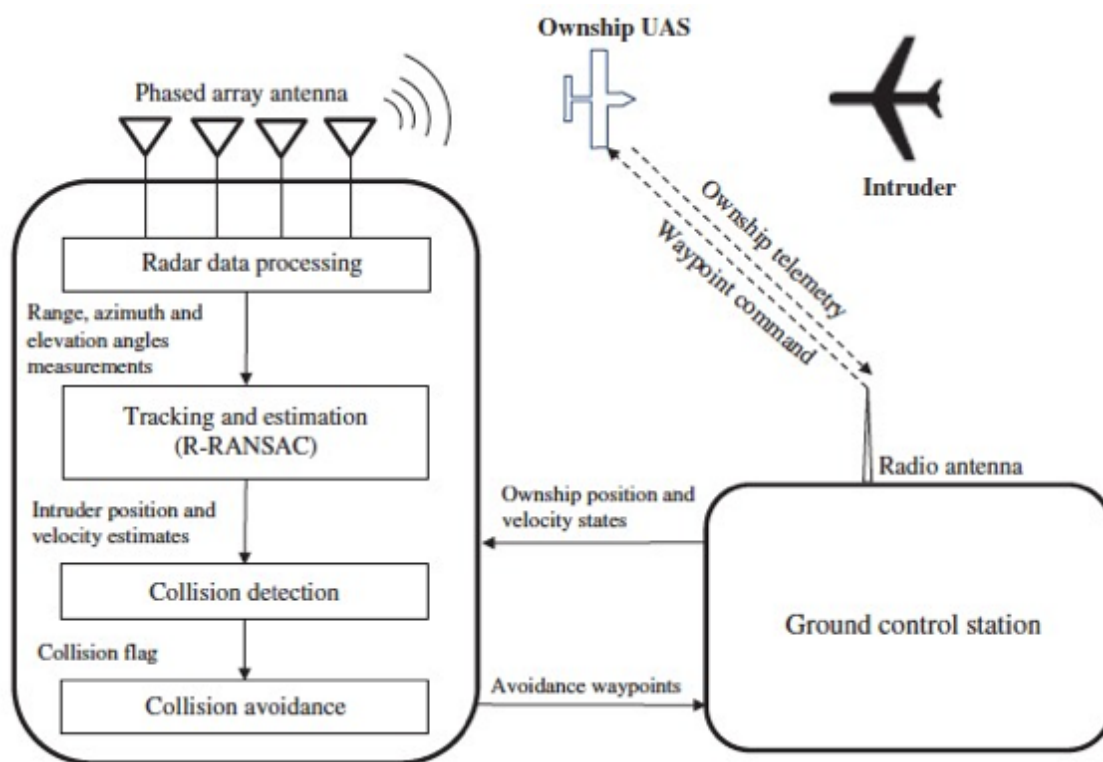 Ownship UAS
Phased array antenna
Intruder
Ownship telemetry
Waypoint command
Radar data processing
Range, azimuth and
elevation angles
measurements
Tracking and estimation
(R-RANSAC)
Radio antenna
Intruder position and
velocity estimates
Ownship position and
velocity states
Collision detection
Ground control station
Collision flag
Avoidance waypoints
Collision avoidance